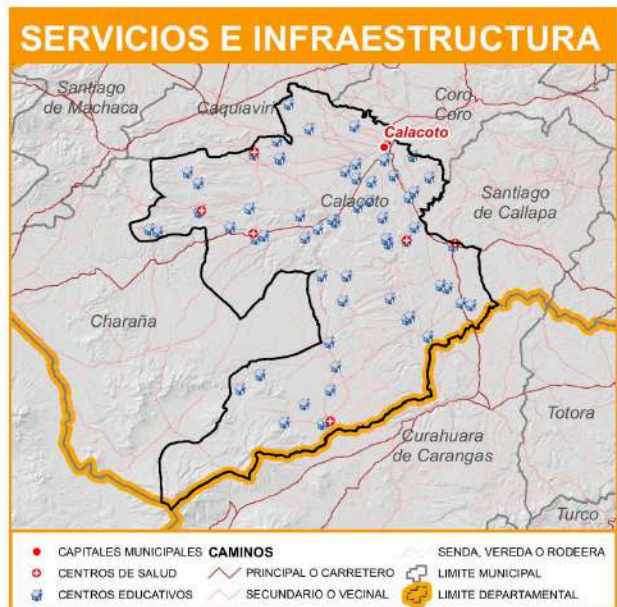 SERVICIOS E INFRAESTRUCTURA
Santiago
de Machaca
Caquiaviri
Coro
Coro
Calacoto
Calacoto
Santiago
de Callapa
Charaña
Totora
Curahuara
de Carangas
Turco
CAPITALES MUNICIPALES
CENTROS DE SALUD
CENTROS EDUCATIVOS
CAMINOS
PRINCIPAL O CARRETERO
SECUNDARIO O VECINAL
SENDA, VEREDA O RODEERA
LIMITE MUNICIPAL
LIMITE DEPARTAMENTAL